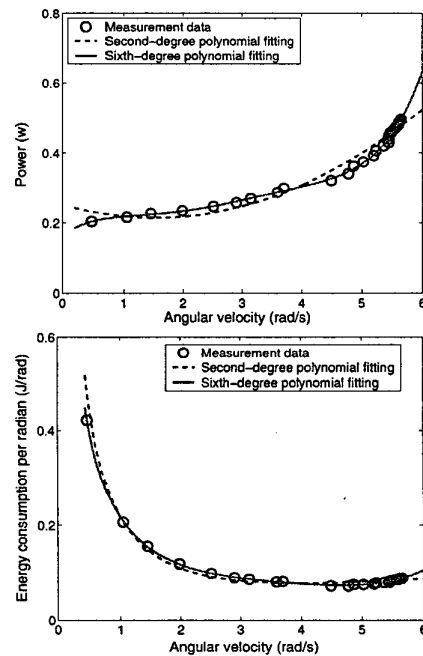 0.8
Measurement data
Second-degree polynomial fitting
Sixth-degree polynomial fitting
0.6
Power (w)
0.4
0.2
0
0 1 2 3 4 5 6
Angular velocity (rad/s)
0.6
Measurement data
Second-degree polynomial fitting
Sixth-degree polynomial fitting
Energy consumption per radian (J/rad)
0.4
0.2
0
0 1 2 3 4 5 6
Angular velocity (rad/s)